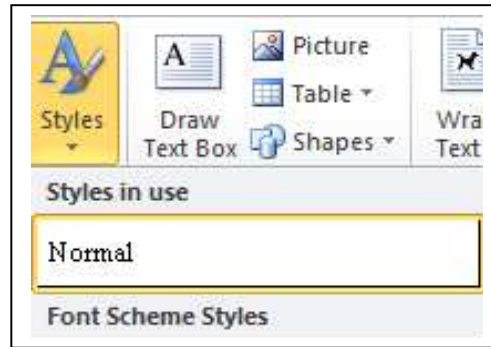 Styles
A
Draw
Text Box
Picture
Table
Shapes
Wra
Text
Styles in use
Normal
Font Scheme Styles